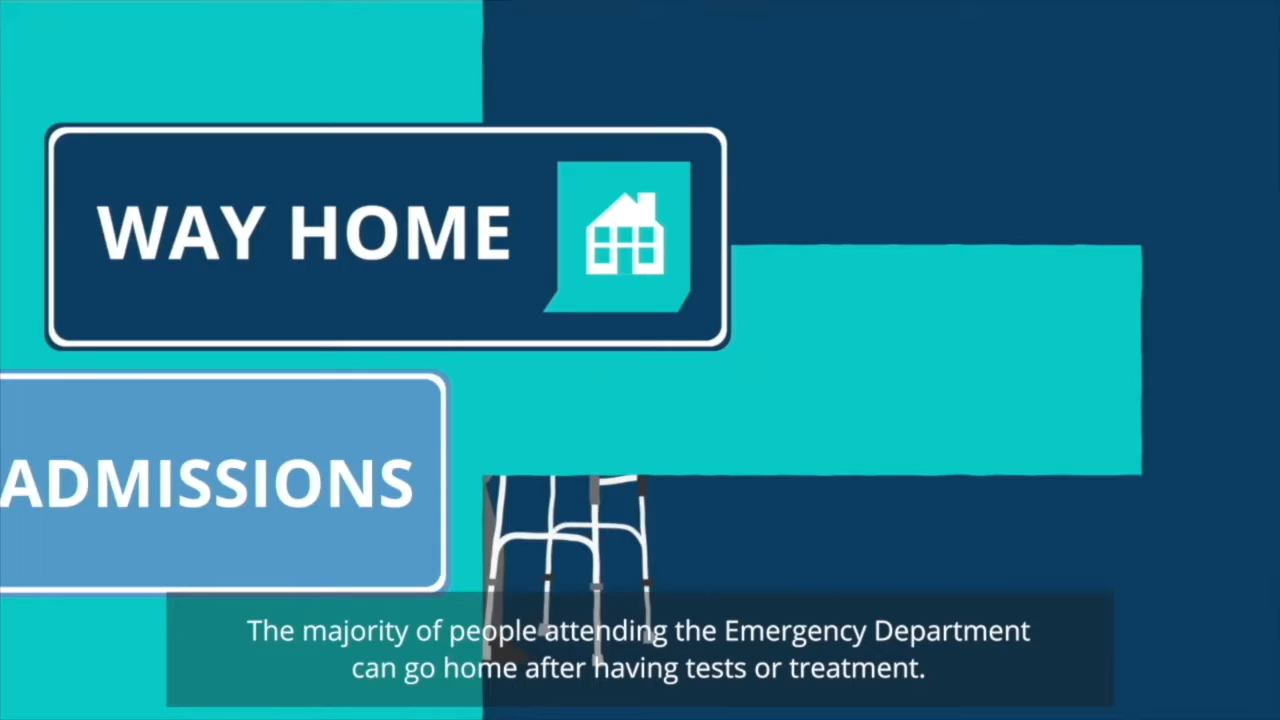 WAY HOME
ADMISSIONS
The majority of people attending the Emergency Department
can go home after having tests or treatment.